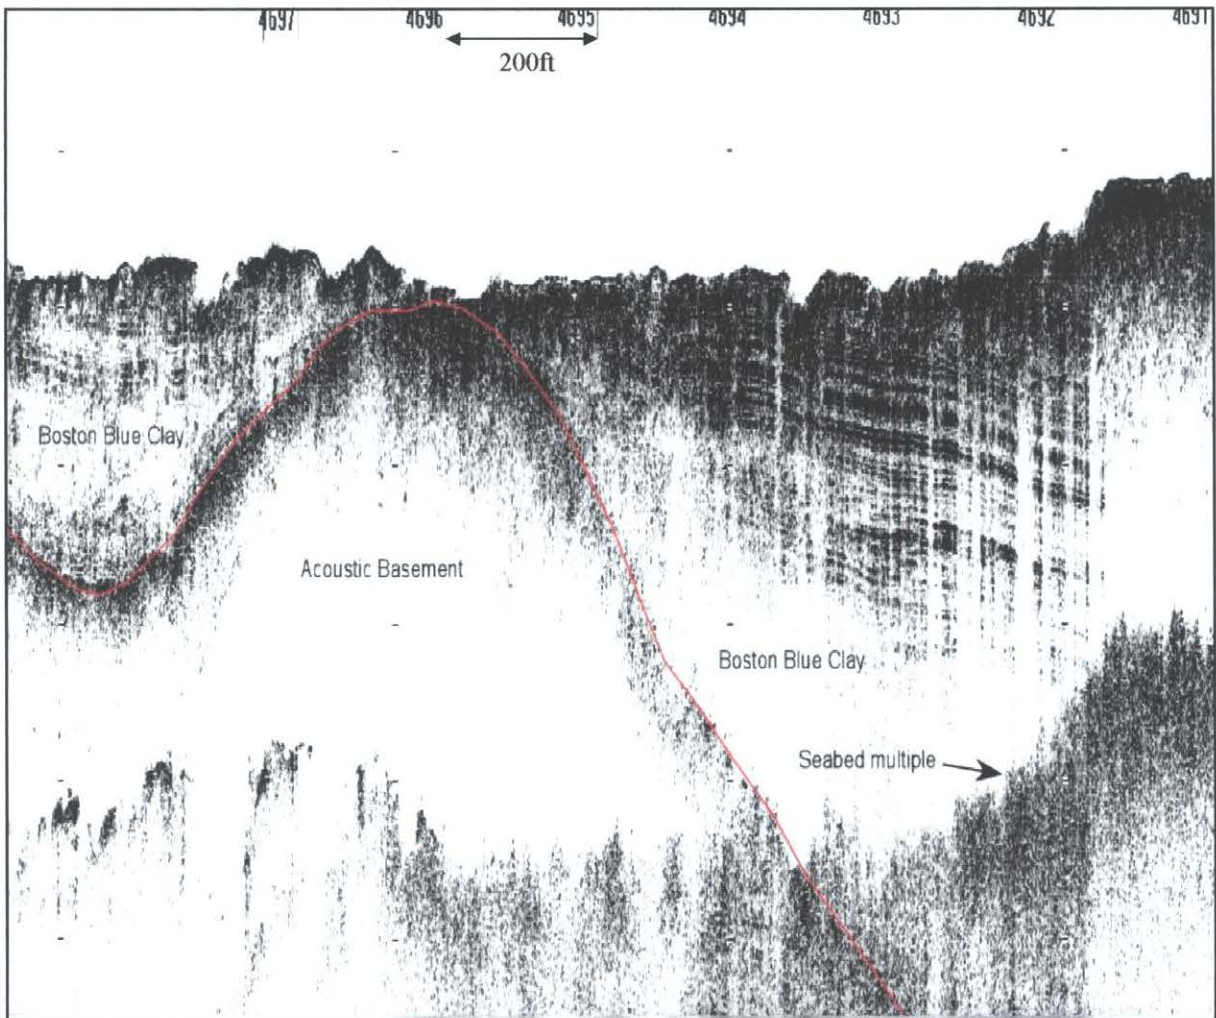 4697 4696 4695 4694 4693 4692 4691
200ft
Boston Blue Clay
Acoustic Basement
Boston Blue Clay
Seabed multiple